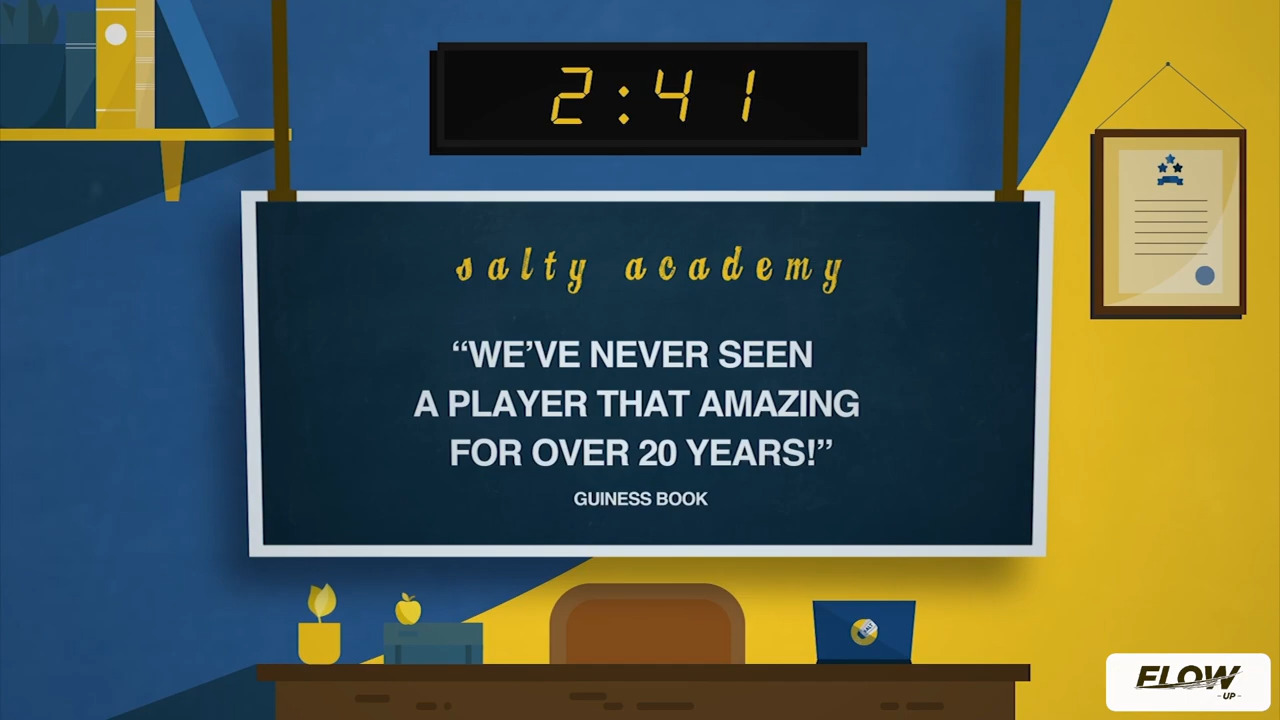 2:41
salty academy
“WE’VE NEVER SEEN
A PLAYER THAT AMAZING
FOR OVER 20 YEARS!”
GUINESS BOOK
FLOW
-UP-